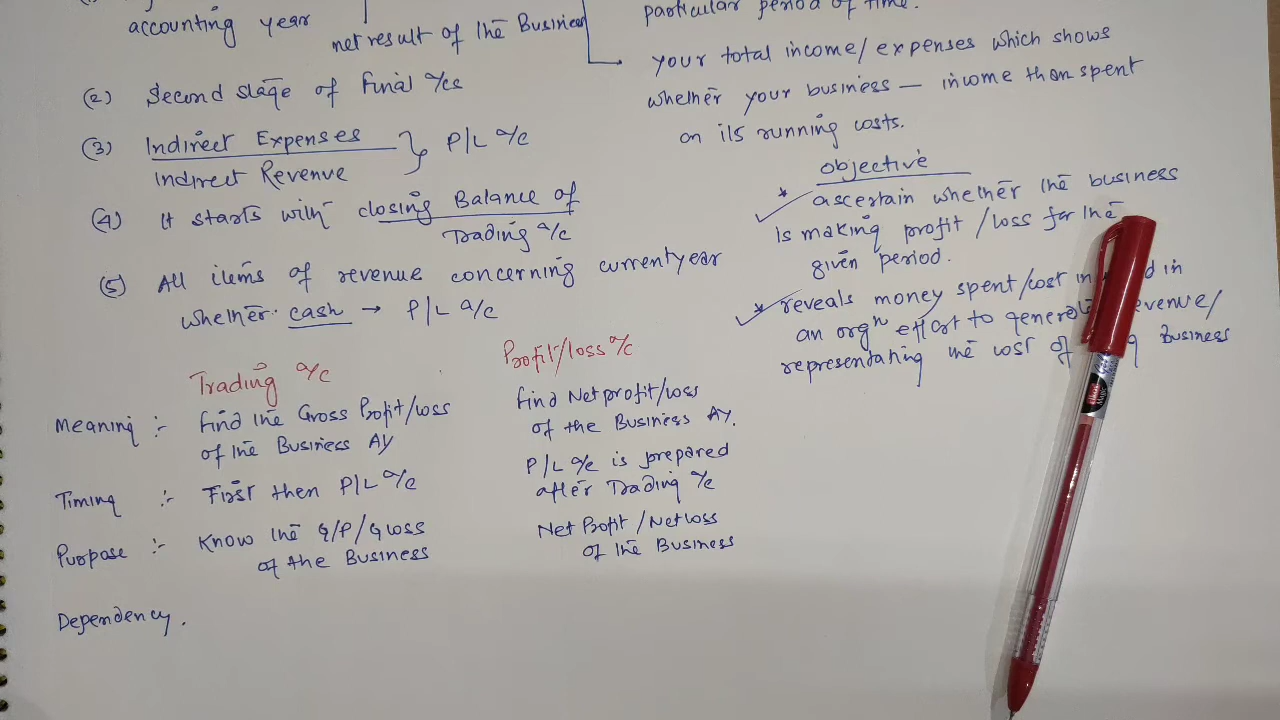 accounting year
net result of the Business
(2) Second stage of Final a/cs
(3) Indirect Expenses
Indirect Revenue } P/L a/c
(4) It starts with closing Balance of
Trading a/c
(5) All items of revenue concerning current year
whether cash → P/L a/c
particular period of time.
your total income/expenses which shows
whether your business — income than spent
on its running costs.
objective
* ascertain whether the business
is making profit/loss for the
given period.
* reveals money spent/cost in
an orgn effort to revenue/
representating the cost of Business
Trading a/c Profit/loss a/c
Meaning :- find the Gross Profit/loss find Net profit/loss
of the Business AY of the Business AY.
Timing :- First then P/L a/c P/L a/c is prepared
after Trading a/c
Purpose :- Know the G/P/G loss Net Profit/Net loss
of the Business of the Business
Dependency.